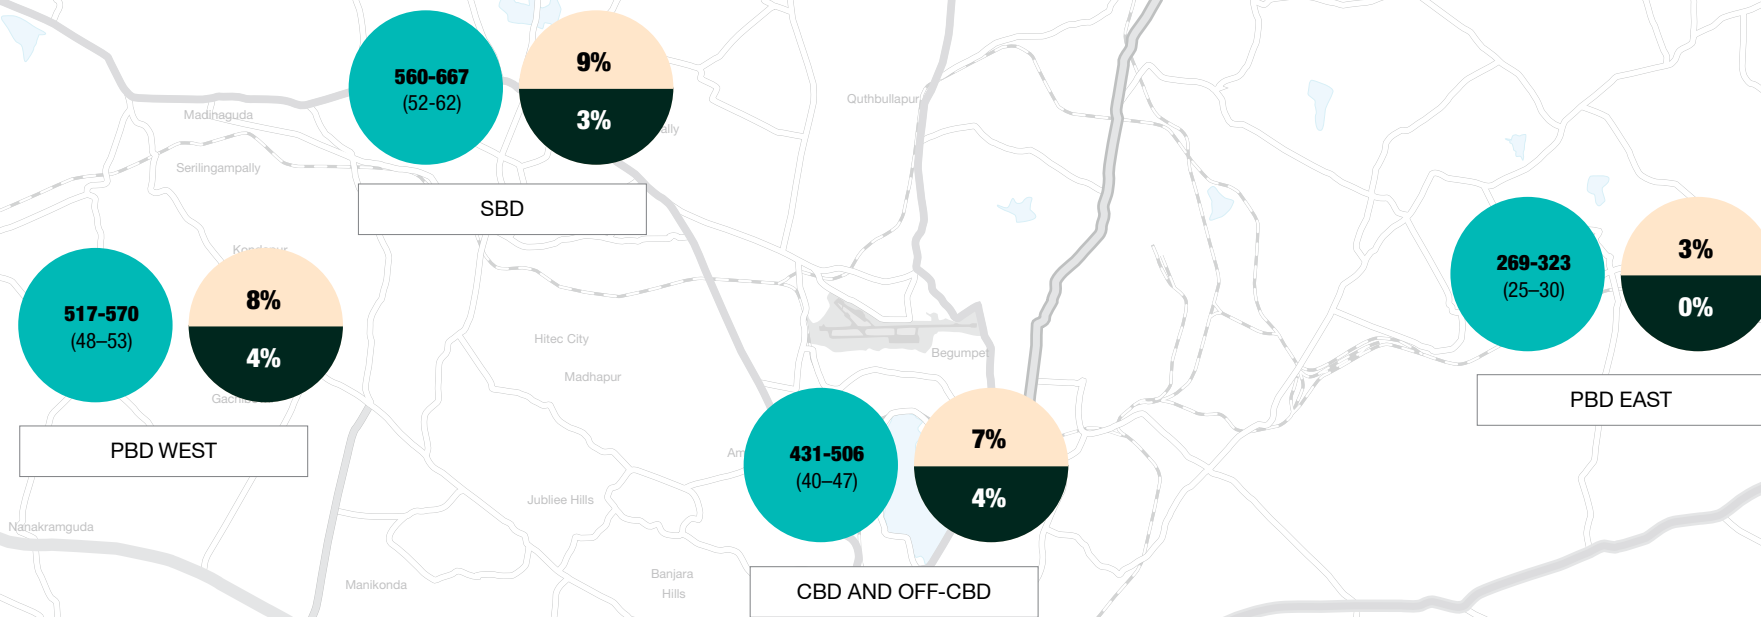 560-667
(52-62)
9%
3%
SBD
Quthbullapur
Madinaguda
Serilingampally
517-570
(48–53)
8%
4%
PBD WEST
269-323
(25–30)
3%
0%
PBD EAST
Hitec City
Madhapur
Begumpet
431-506
(40–47)
7%
4%
CBD AND OFF-CBD
Jubliee Hills
Nanakramguda
Manikonda
Banjara
Hills